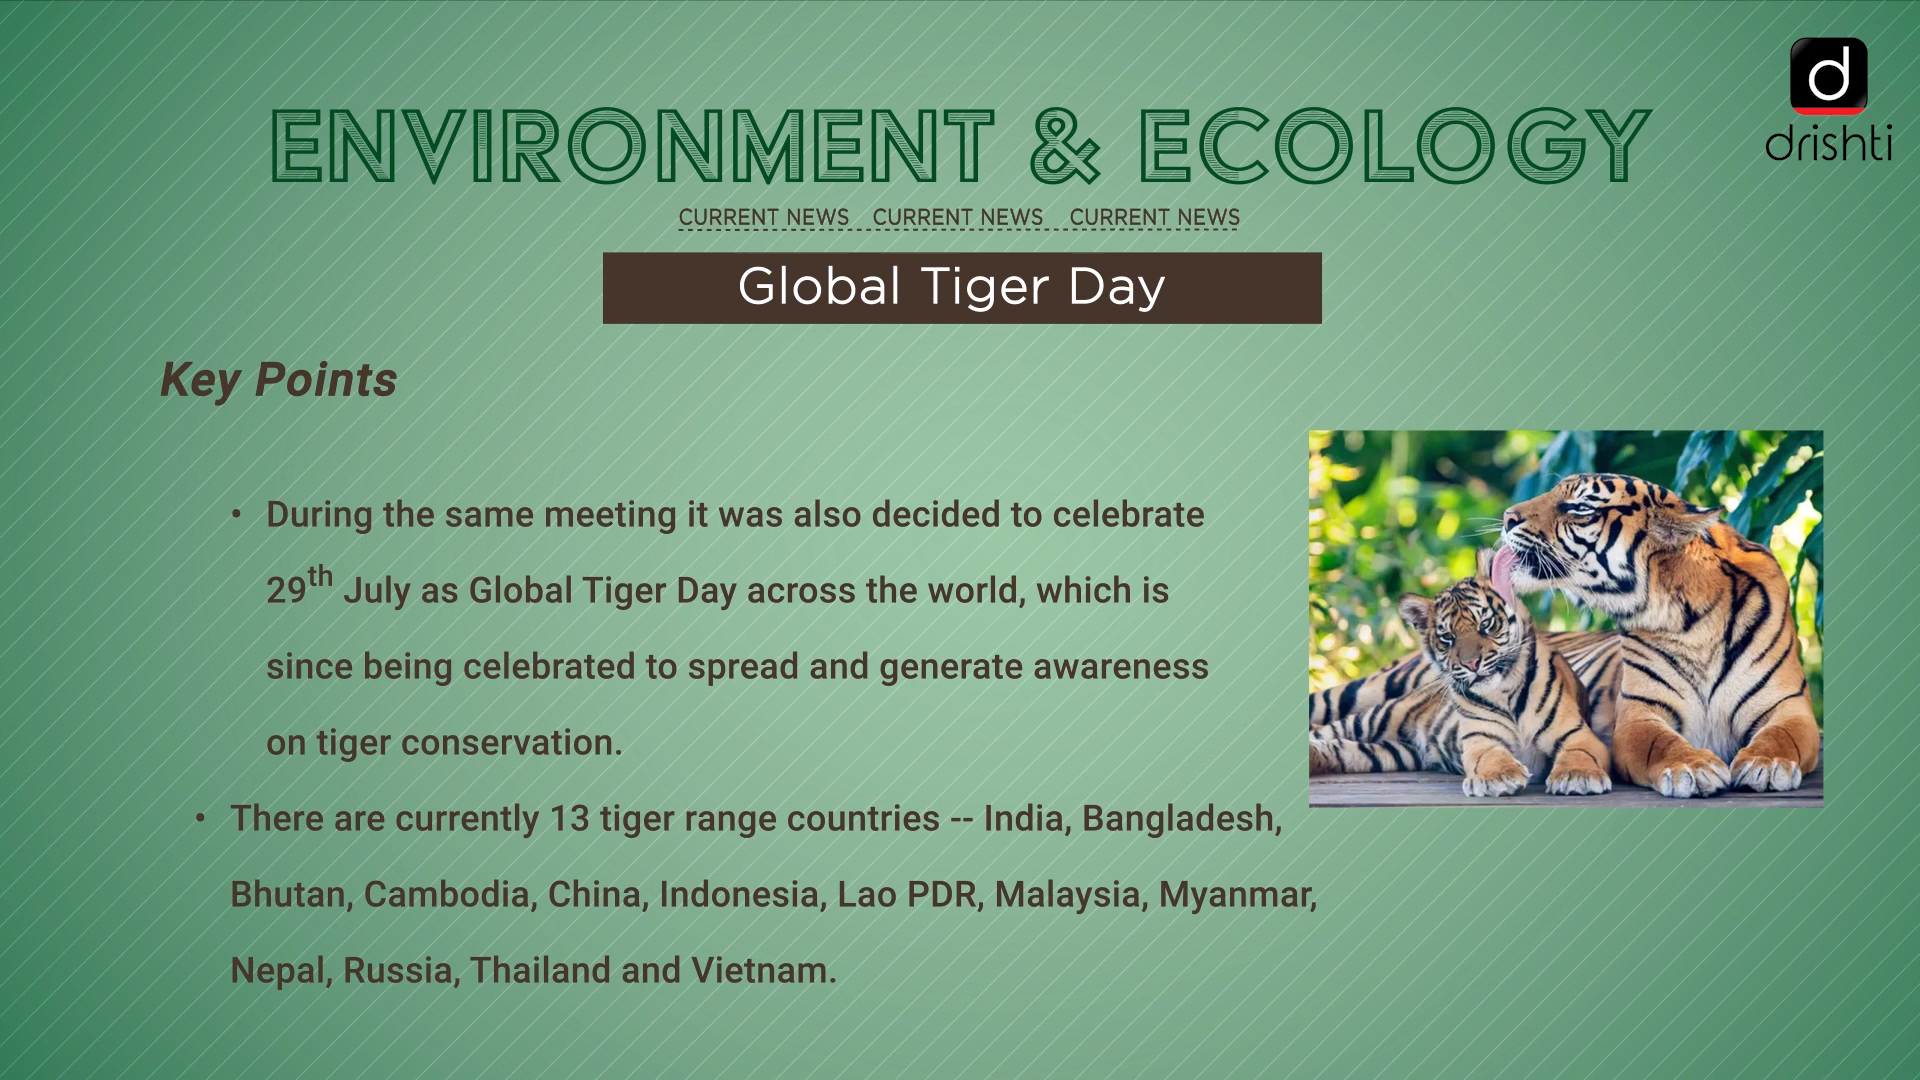 d
drishti
ENVIRONMENT & ECOLOGY
CURRENT NEWS CURRENT NEWS CURRENT NEWS
Global Tiger Day
Key Points
• During the same meeting it was also decided to celebrate
29th July as Global Tiger Day across the world, which is
since being celebrated to spread and generate awareness
on tiger conservation.
• There are currently 13 tiger range countries -- India, Bangladesh,
Bhutan, Cambodia, China, Indonesia, Lao PDR, Malaysia, Myanmar,
Nepal, Russia, Thailand and Vietnam.